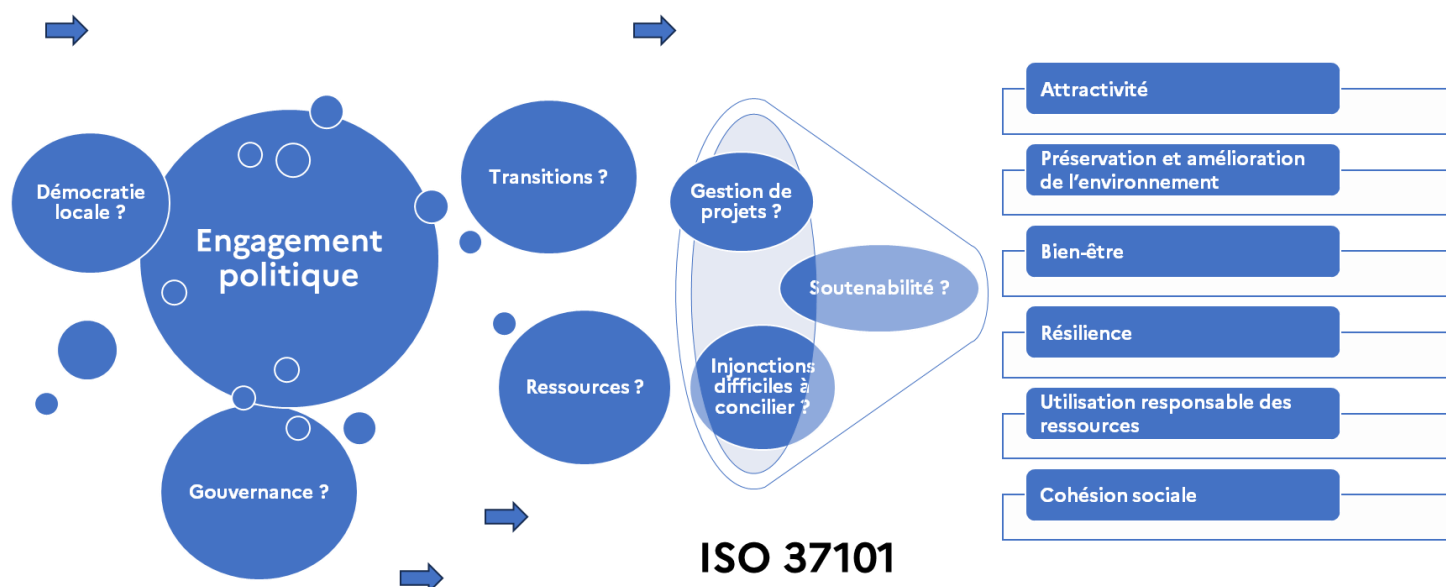 Démocratie
locale ?
Engagement
politique
Gouvernance ?
Transitions ?
Ressources ?
Gestion de
projets ?
Soutenabilité ?
Injonctions
difficiles à
concilier ?
ISO 37101
Attractivité
Préservation et amélioration
de l’environnement
Bien-être
Résilience
Utilisation responsable des
ressources
Cohésion sociale